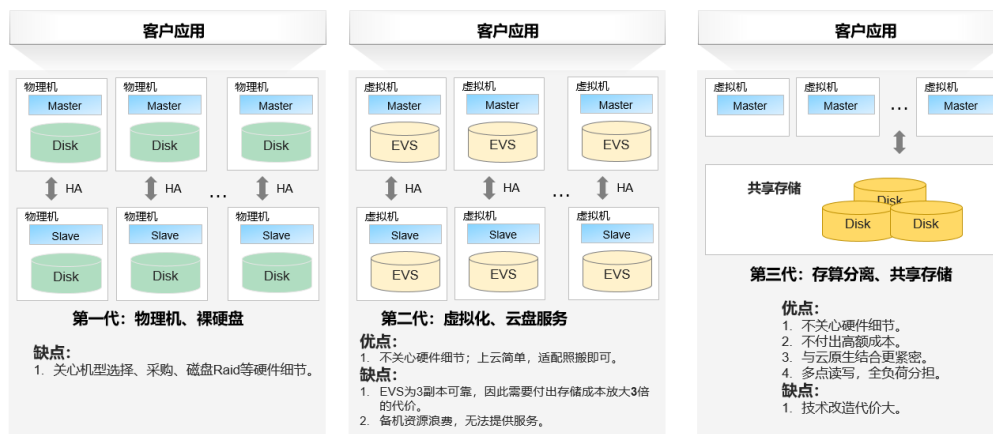 客户应用
物理机 物理机 物理机
Master Master Master
Disk Disk Disk
HA HA ... HA
物理机 物理机 物理机
Slave Slave Slave
Disk Disk Disk
第一代：物理机、裸硬盘
缺点：
1. 关心机型选择、采购、磁盘Raid等硬件细节。
客户应用
虚拟机 虚拟机 虚拟机
Master Master Master
EVS EVS EVS
HA HA ... HA
虚拟机 虚拟机 虚拟机
Slave Slave Slave
EVS EVS EVS
第二代：虚拟化、云盘服务
优点：
1. 不关心硬件细节；上云简单，适配照搬即可。
缺点：
1. EVS为3副本可靠，因此需要付出存储成本放大3倍
的代价。
2. 备机资源浪费，无法提供服务。
客户应用
虚拟机 虚拟机 虚拟机
Master Master ... Master
共享存储
Disk
Disk Disk
第三代：存算分离、共享存储
优点：
1. 不关心硬件细节。
2. 不付出高额成本。
3. 与云原生结合更紧密。
4. 多点读写，全负荷分担。
缺点：
1. 技术改造代价大。